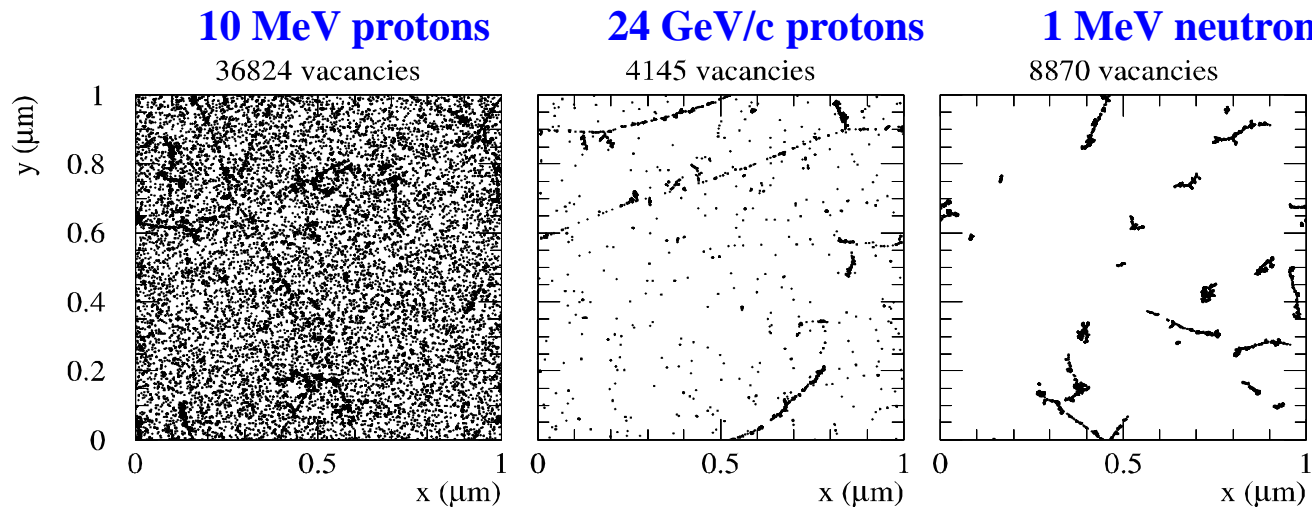 10 MeV protons 24 GeV/c protons 1 MeV neutron
36824 vacancies 4145 vacancies 8870 vacancies
y (μm)
1
0.8
0.6
0.4
0.2
0
0 0.5 1 0 0.5 1 0 0.5 1
x (μm) x (μm) x (μm)